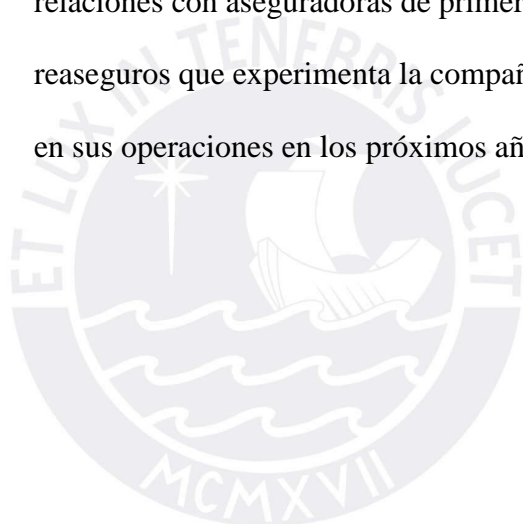 relaciones con aseguradoras de primer
reaseguros que experimenta la compañ
en sus operaciones en los próximos añ
ET LUX IN TENEBRIS LUCET
MCMXVII